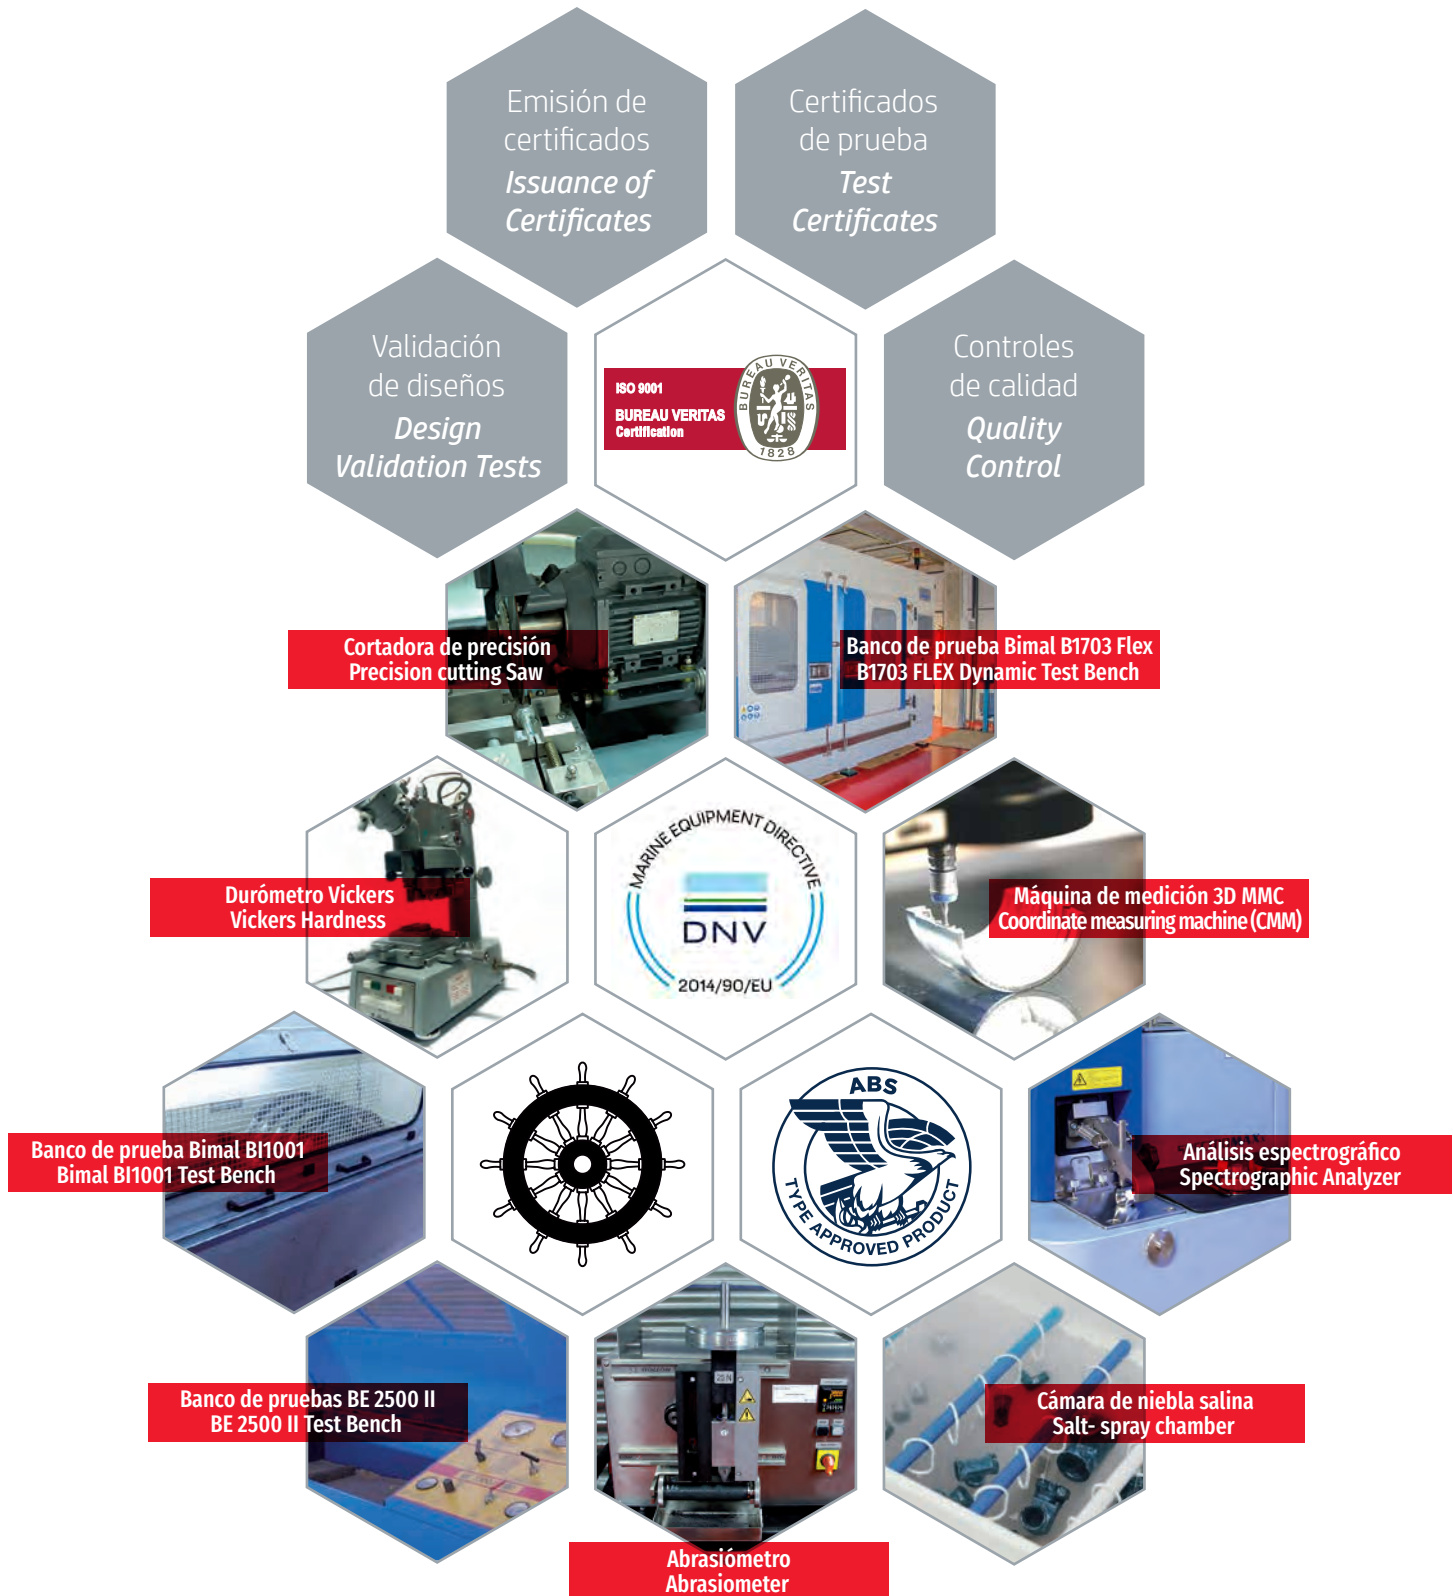 Emisión de
certificados
Issuance of
Certificates
Certificados
de prueba
Test
Certificates
Validación
de diseños
Design
Validation Tests
ISO 9001
BUREAU VERITAS
Certification
BUREAU VERITAS
1828
Controles
de calidad
Quality
Control
Cortadora de precisión
Precision cutting Saw
Banco de prueba Bimal B1703 Flex
B1703 FLEX Dynamic Test Bench
Durómetro Vickers
Vickers Hardness
MARINE EQUIPMENT DIRECTIVE
DNV
2014/90/EU
Máquina de medición 3D MMC
Coordinate measuring machine (CMM)
Banco de prueba Bimal BI1001
Bimal BI1001 Test Bench
ABS
TYPE APPROVED PRODUCT
Análisis espectrográfico
Spectrographic Analyzer
Banco de pruebas BE 2500 II
BE 2500 II Test Bench
25 N
Cámara de niebla salina
Salt- spray chamber
Abrasiómetro
Abrasiometer